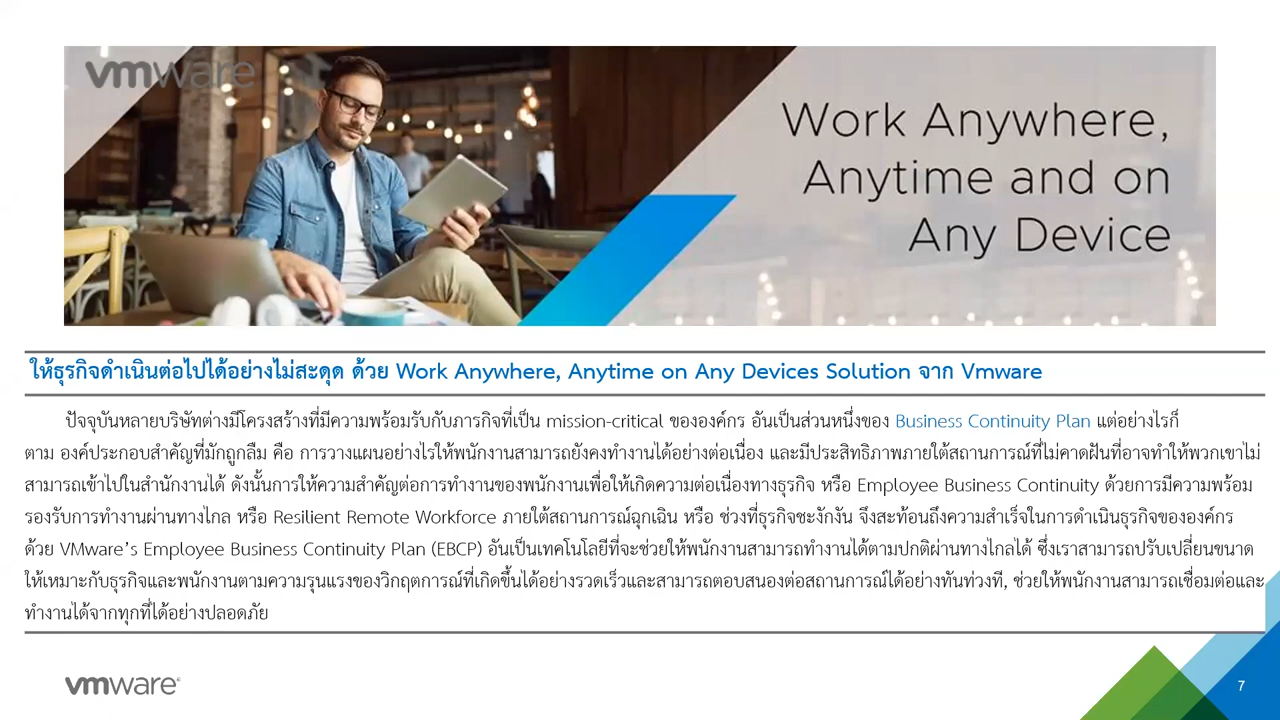 vmware
Work Anywhere,
Anytime and on
Any Device
ให้ธุรกิจดำเนินต่อไปได้อย่างไม่สะดุด ด้วย Work Anywhere, Anytime on Any Devices Solution จาก Vmware
ปัจจุบันหลายบริษัทต่างมีโครงสร้างที่มีความพร้อมรับกับภารกิจที่เป็น mission-critical ขององค์กร อันเป็นส่วนหนึ่งของ Business Continuity Plan แต่อย่างไรก็
ตาม องค์ประกอบสำคัญที่มักถูกลืม คือ การวางแผนอย่างไรให้พนักงานสามารถยังคงทำงานได้อย่างต่อเนื่อง และมีประสิทธิภาพภายใต้สถานการณ์ที่ไม่คาดฝันที่อาจทำให้พวกเขาไม่
สามารถเข้าไปในสำนักงานได้ ดังนั้นการให้ความสำคัญต่อการทำงานของพนักงานเพื่อให้เกิดความต่อเนื่องทางธุรกิจ หรือ Employee Business Continuity ด้วยการมีความพร้อม
รองรับการทำงานผ่านทางไกล หรือ Resilient Remote Workforce ภายใต้สถานการณ์ฉุกเฉิน หรือ ช่วงที่ธุรกิจชะงักงัน จึงสะท้อนถึงความสำเร็จในการดำเนินธุรกิจขององค์กร
ด้วย VMware’s Employee Business Continuity Plan (EBCP) อันเป็นเทคโนโลยีที่จะช่วยให้พนักงานสามารถทำงานได้ตามปกติผ่านทางไกลได้ ซึ่งเราสามารถปรับเปลี่ยนขนาด
ให้เหมาะกับธุรกิจและพนักงานตามความรุนแรงของวิกฤตการณ์ที่เกิดขึ้นได้อย่างรวดเร็วและสามารถตอบสนองต่อสถานการณ์ได้อย่างทันท่วงที, ช่วยให้พนักงานสามารถเชื่อมต่อและ
ทำงานได้จากทุกที่ได้อย่างปลอดภัย
vmware®
7